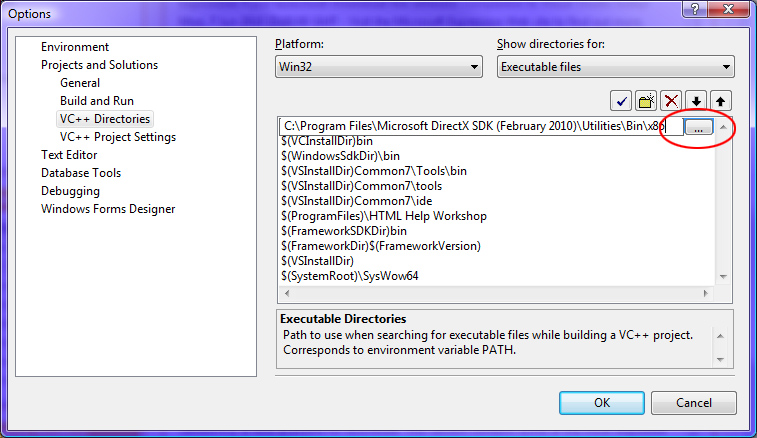 Options
Environment
Projects and Solutions
General
Build and Run
VC++ Directories
VC++ Project Settings
Text Editor
Database Tools
Debugging
Windows Forms Designer
Platform:
Show directories for:
Win32
Executable files
C:\Program Files\Microsoft DirectX SDK (February 2010)\Utilities\Bin\x86
...
$(VCInstallDir)bin
$(WindowsSdkDir)\bin
$(VSInstallDir)Common7\Tools\bin
$(VSInstallDir)Common7\tools
$(VSInstallDir)Common7\ide
$(ProgramFiles)\HTML Help Workshop
$(FrameworkSDKDir)bin
$(FrameworkDir)$(FrameworkVersion)
$(VSInstallDir)
$(SystemRoot)\SysWow64
Executable Directories
Path to use when searching for executable files while building a VC++ project.
Corresponds to environment variable PATH.
OK
Cancel